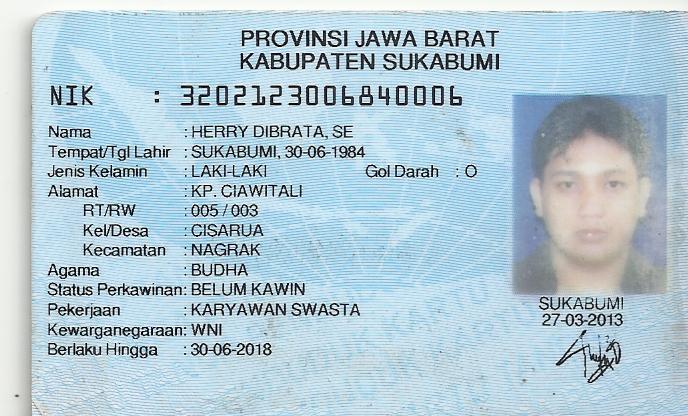 PROVINSI JAWA BARAT
KABUPATEN SUKABUMI
NIK : 3202123006840006
Nama : HERRY DIBRATA, SE
Tempat/Tgl Lahir : SUKABUMI, 30-06-1984
Jenis Kelamin : LAKI-LAKI Gol Darah : O
Alamat : KP. CIAWITALI
RT/RW : 005 / 003
Kel/Desa : CISARUA
Kecamatan : NAGRAK
Agama : BUDHA
Status Perkawinan: BELUM KAWIN
Pekerjaan : KARYAWAN SWASTA
Kewarganegaraan: WNI
Berlaku Hingga : 30-06-2018
SUKABUMI
27-03-2013